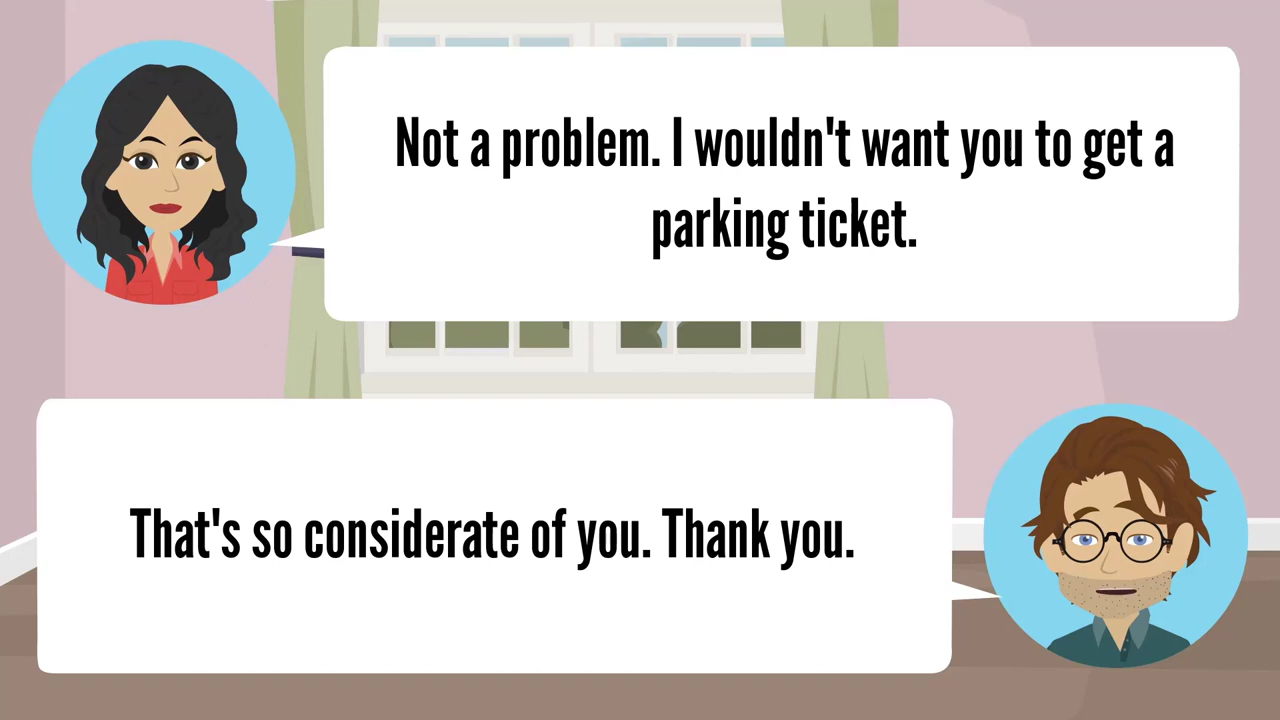 Not a problem. I wouldn't want you to get a
parking ticket.
That's so considerate of you. Thank you.